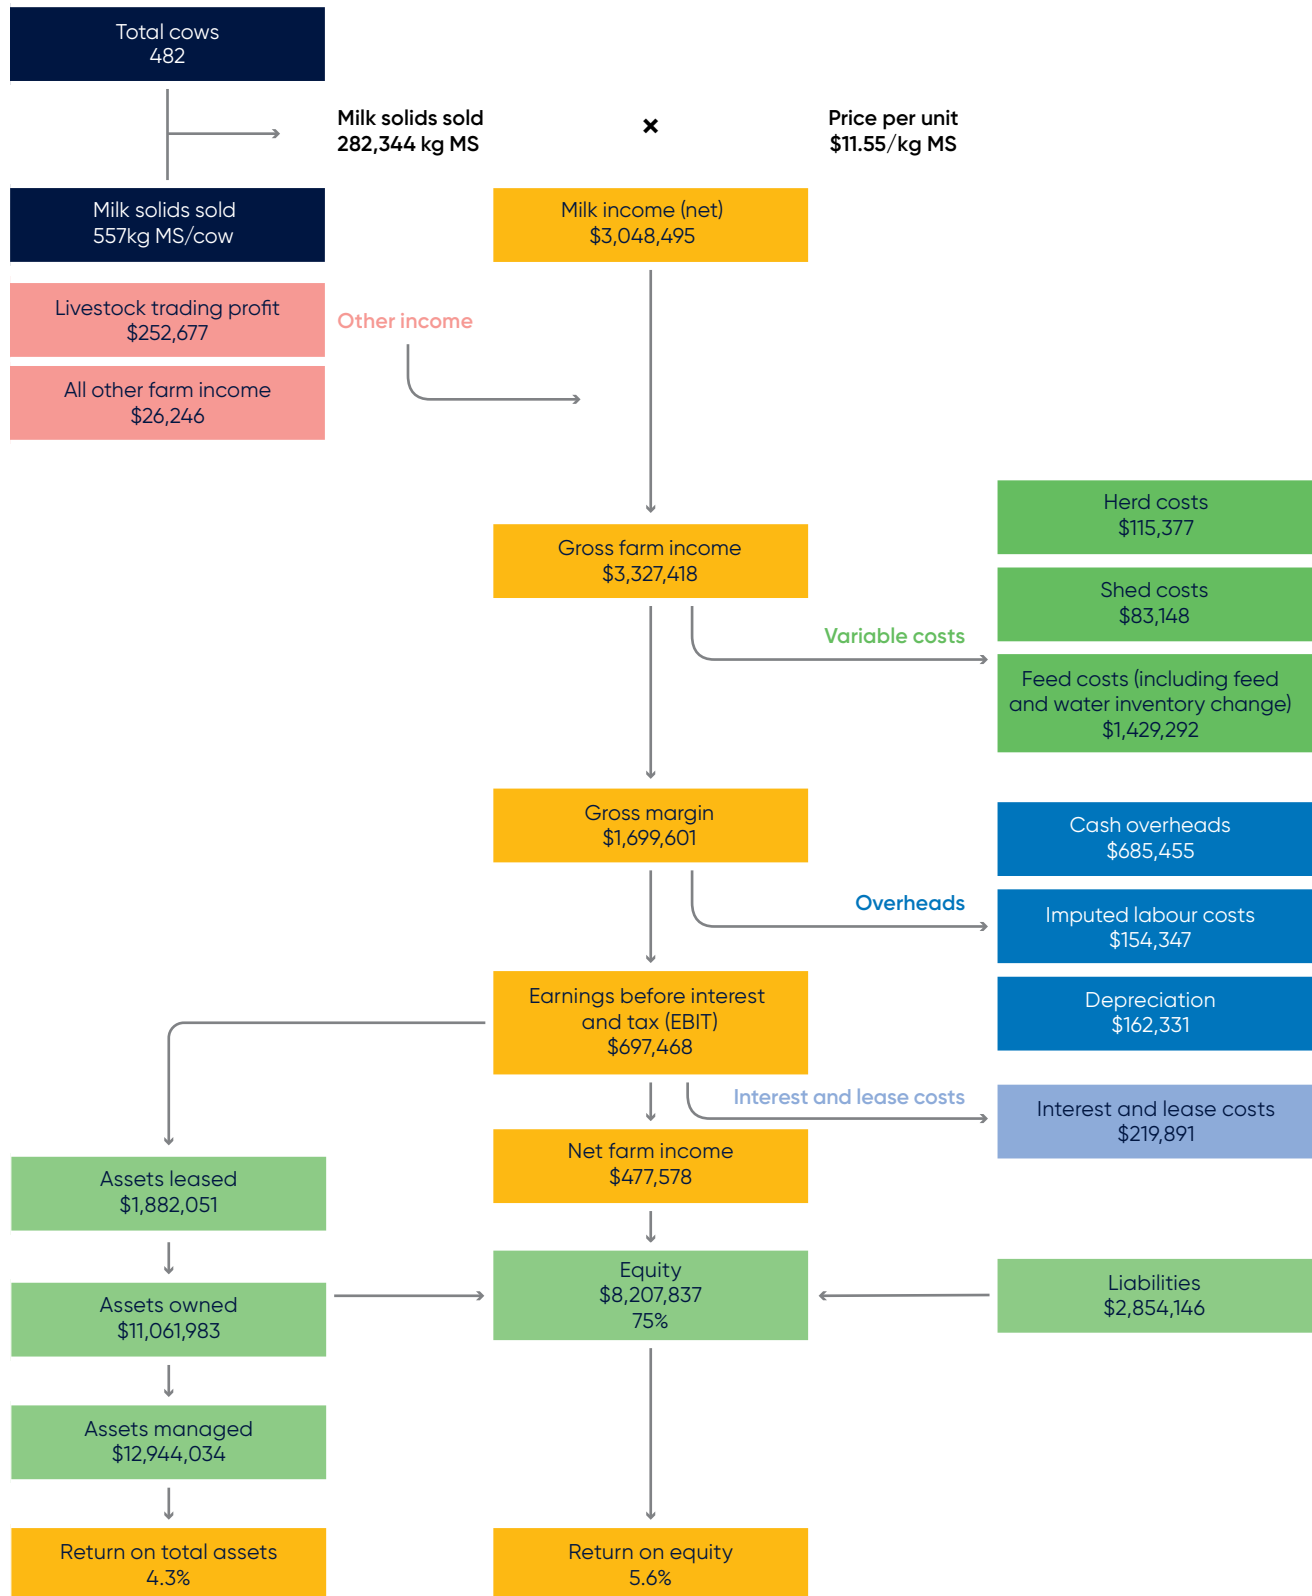 Total cows
482
Milk solids sold
282,344 kg MS
×
Price per unit
$11.55/kg MS
Milk solids sold
557kg MS/cow
Milk income (net)
$3,048,495
Livestock trading profit
$252,677
Other income
All other farm income
$26,246
Herd costs
$115,377
Gross farm income
$3,327,418
Shed costs
$83,148
Variable costs
Feed costs (including feed
and water inventory change)
$1,429,292
Gross margin
$1,699,601
Cash overheads
$685,455
Overheads
Imputed labour costs
$154,347
Earnings before interest
and tax (EBIT)
$697,468
Depreciation
$162,331
Interest and lease costs
Interest and lease costs
$219,891
Net farm income
$477,578
Assets leased
$1,882,051
Equity
$8,207,837
75%
Liabilities
$2,854,146
Assets owned
$11,061,983
Assets managed
$12,944,034
Return on total assets
4.3%
Return on equity
5.6%